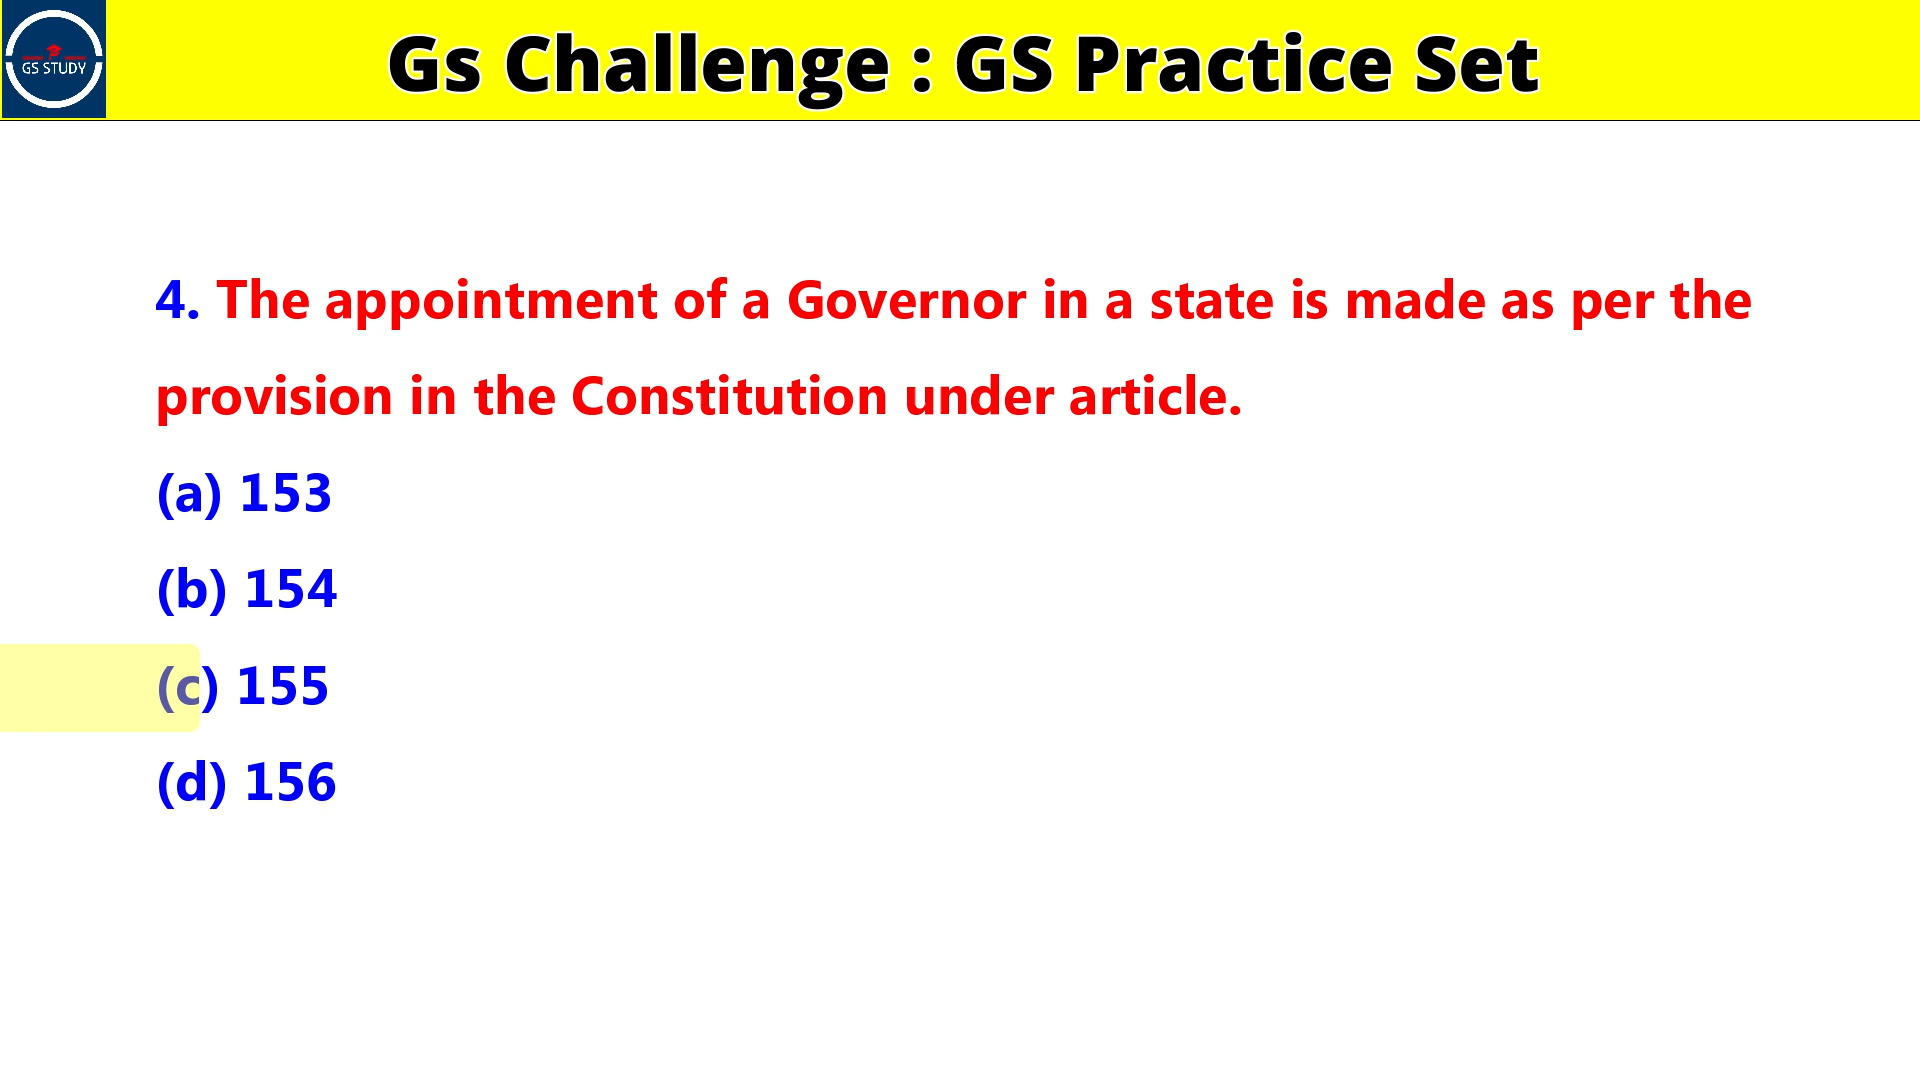 GS STUDY
Gs Challenge : GS Practice Set
4. The appointment of a Governor in a state is made as per the
provision in the Constitution under article.
(a) 153
(b) 154
(c) 155
(d) 156